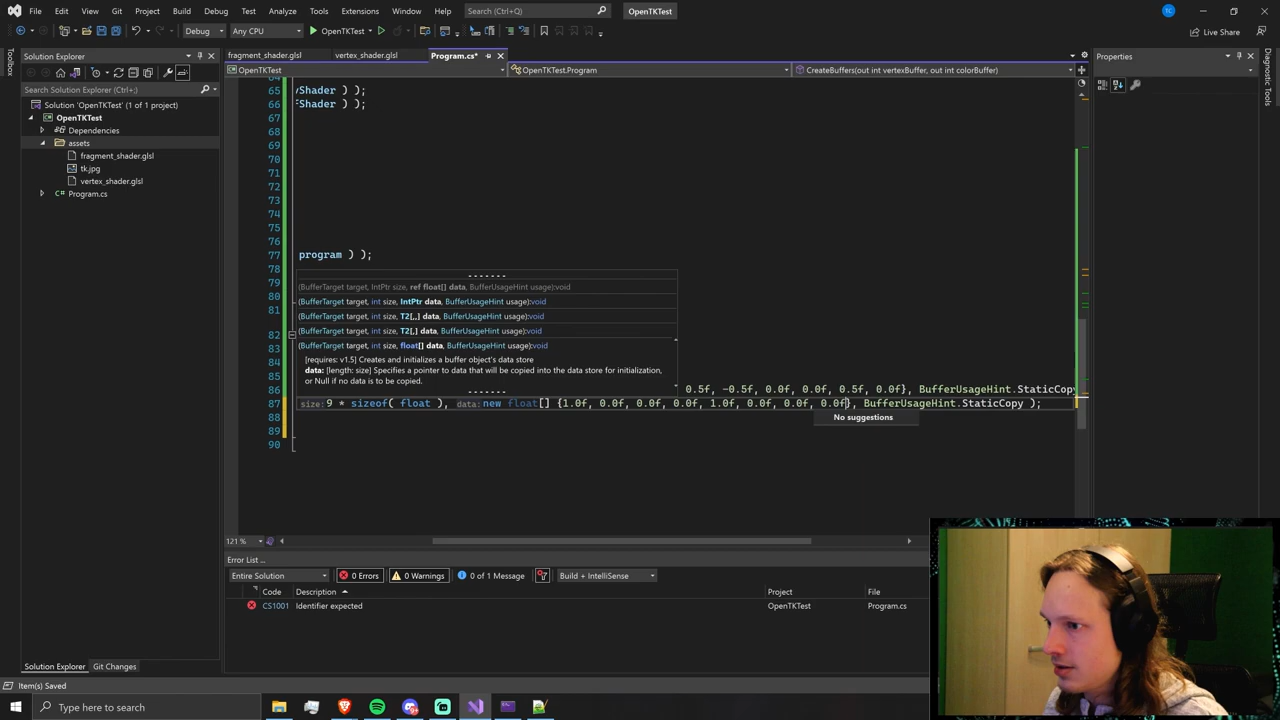 File Edit View Git Project Build Debug Test Analyze Tools Extensions Window Help Search (Ctrl+Q) OpenTKTest TC
Debug Any CPU OpenTKTest Live Share
Toolbox
Solution Explorer
Search Solution Explorer (Ctrl+;)
Solution 'OpenTKTest' (1 of 1 project)
OpenTKTest
Dependencies
assets
fragment_shader.glsl
tk.jpg
vertex_shader.glsl
Program.cs
Solution Explorer Git Changes
fragment_shader.glsl vertex_shader.glsl Program.cs*
OpenTKTest OpenTKTest.Program CreateBuffers(out int vertexBuffer, out int colorBuffer)
64
65 Shader ) );
66 Shader ) );
67
68
69
70
71
72
73
74
75
76
77 program ) );
78
79
80
81
82
83
84
85
86 0.5f, -0.5f, 0.0f, 0.0f, 0.5f, 0.0f}, BufferUsageHint.StaticCopy
87 size: 9 * sizeof( float ), data: new float[] {1.0f, 0.0f, 0.0f, 0.0f, 1.0f, 0.0f, 0.0f, 0.0f}, BufferUsageHint.StaticCopy );
88
89
90
(BufferTarget target, IntPtr size, ref float[] data, BufferUsageHint usage):void
(BufferTarget target, int size, IntPtr data, BufferUsageHint usage):void
(BufferTarget target, int size, T2[,,] data, BufferUsageHint usage):void
(BufferTarget target, int size, T2[,] data, BufferUsageHint usage):void
(BufferTarget target, int size, float[] data, BufferUsageHint usage):void
[requires: v1.5] Creates and initializes a buffer object's data store
data: [length: size] Specifies a pointer to data that will be copied into the data store for initialization,
or Null if no data is to be copied.
No suggestions
121 %
Error List ...
Entire Solution 0 Errors 0 Warnings 0 of 1 Message Build + IntelliSense
Code Description Project File
CS1001 Identifier expected OpenTKTest Program.cs
Properties
Diagnostic Tools
Item(s) Saved
Type here to search